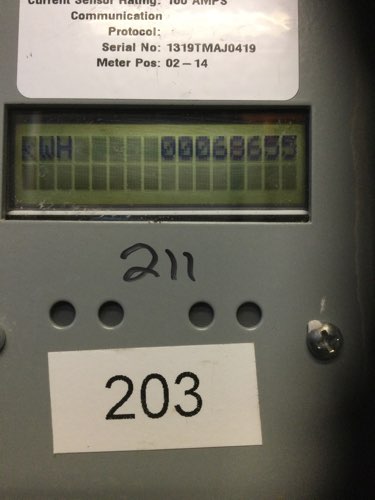 Current Sensor Rating: 100 AMPS
Communication
Protocol:
Serial No: 1319TMAJ0419
Meter Pos: 02-14
KWH 00068655
211
203